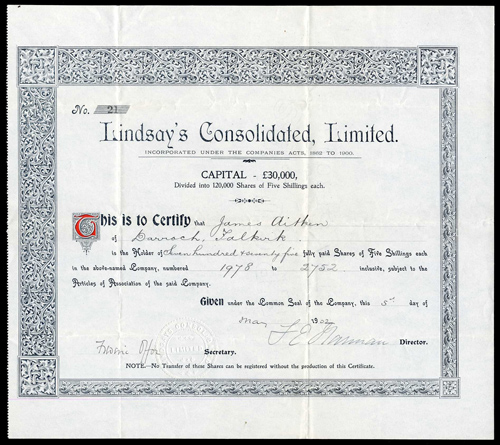 No. 21
Lindsay's Consolidated, Limited.
INCORPORATED UNDER THE COMPANIES ACTS, 1862 TO 1900.
CAPITAL - £30,000,
Divided into 120,000 Shares of Five Shillings each.
This is to Certify that James Aitken
of Darroch, Falkirk
is the Holder of Seven hundred & seventy five fully paid Shares of Five Shillings each
in the above-named Company, numbered 1978 to 2752 inclusive, subject to the
Articles of Association of the said Company.
Given under the Common Seal of the Company, this 5th day of
May 1902
Director.
Secretary.
NOTE.—No Transfer of these Shares can be registered without the production of this Certificate.